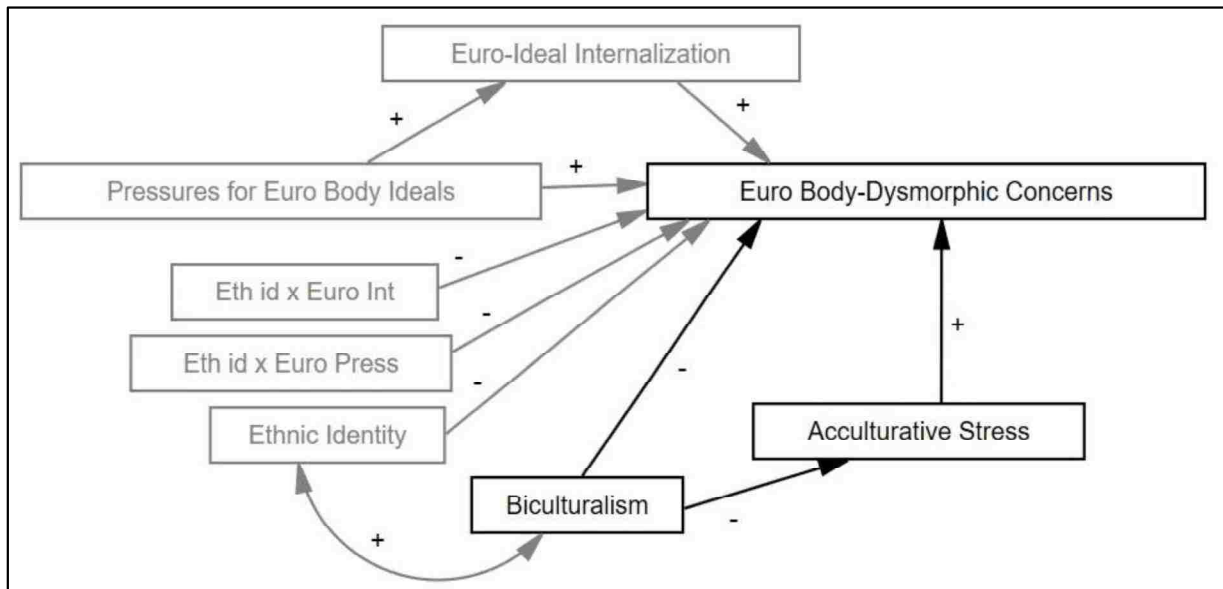 Euro-Ideal Internalization
+
+
Pressures for Euro Body Ideals
+
Euro Body-Dysmorphic Concerns
-
Eth id x Euro Int
-
Eth id x Euro Press
-
-
+
Ethnic Identity
Acculturative Stress
Biculturalism
-
+